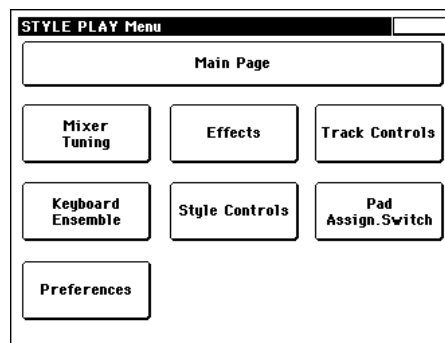 STYLE PLAY Menu
Main Page
Mixer
Tuning
Effects
Track Controls
Keyboard
Ensemble
Style Controls
Pad
Assign.Switch
Preferences